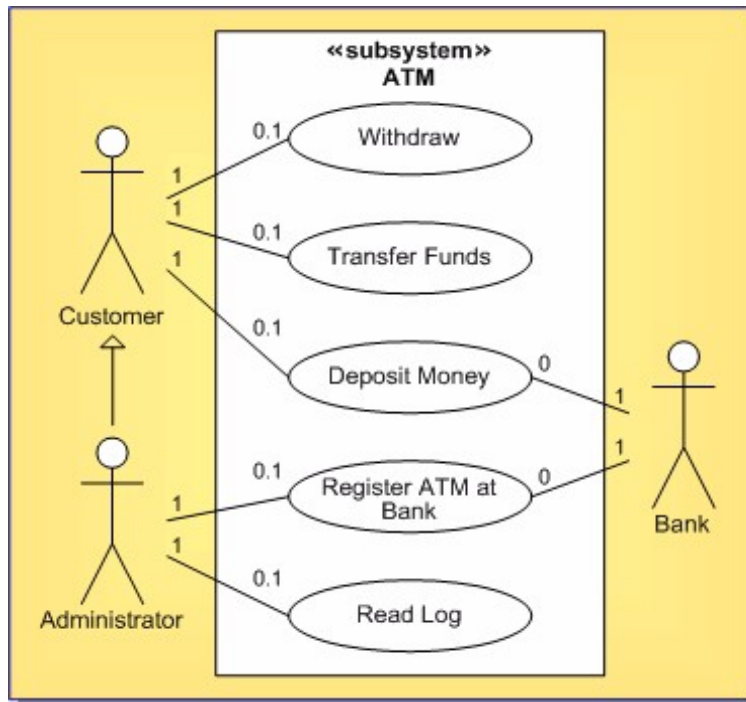 «subsystem»
ATM
0.1
Withdraw
1
1
0.1
Transfer Funds
1
Customer
0.1
Deposit Money
0
1
0.1
Register ATM at
Bank
0
1
1
Bank
1
0.1
Read Log
Administrator